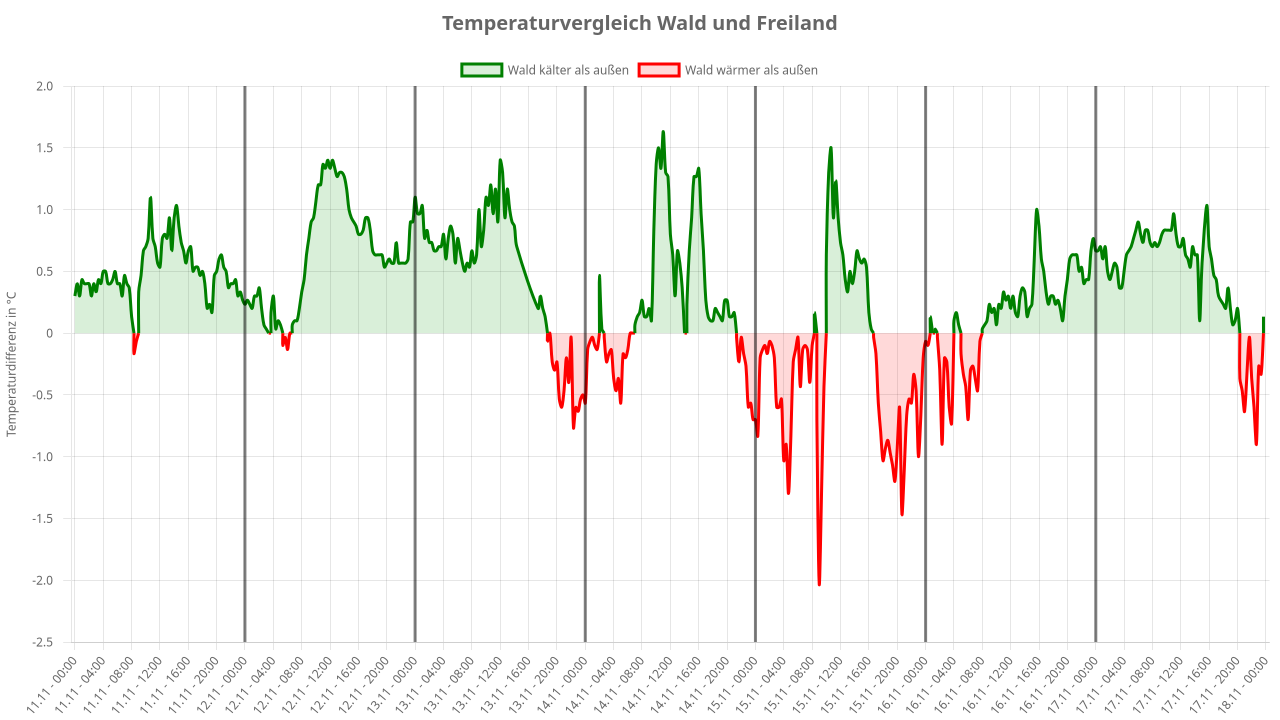 Temperaturvergleich Wald und Freiland
Wald kälter als außen
Wald wärmer als außen
Temperaturdifferenz in °C
2.0
1.5
1.0
0.5
0
-0.5
-1.0
-1.5
-2.0
-2.5
11.11 - 00:00
11.11 - 04:00
11.11 - 08:00
11.11 - 12:00
11.11 - 16:00
11.11 - 20:00
12.11 - 00:00
12.11 - 04:00
12.11 - 08:00
12.11 - 12:00
12.11 - 16:00
12.11 - 20:00
13.11 - 00:00
13.11 - 04:00
13.11 - 08:00
13.11 - 12:00
13.11 - 16:00
13.11 - 20:00
14.11 - 00:00
14.11 - 04:00
14.11 - 08:00
14.11 - 12:00
14.11 - 16:00
14.11 - 20:00
15.11 - 00:00
15.11 - 04:00
15.11 - 08:00
15.11 - 12:00
15.11 - 16:00
15.11 - 20:00
16.11 - 00:00
16.11 - 04:00
16.11 - 08:00
16.11 - 12:00
16.11 - 16:00
16.11 - 20:00
17.11 - 00:00
17.11 - 04:00
17.11 - 08:00
17.11 - 12:00
17.11 - 16:00
17.11 - 20:00
18.11 - 00:00